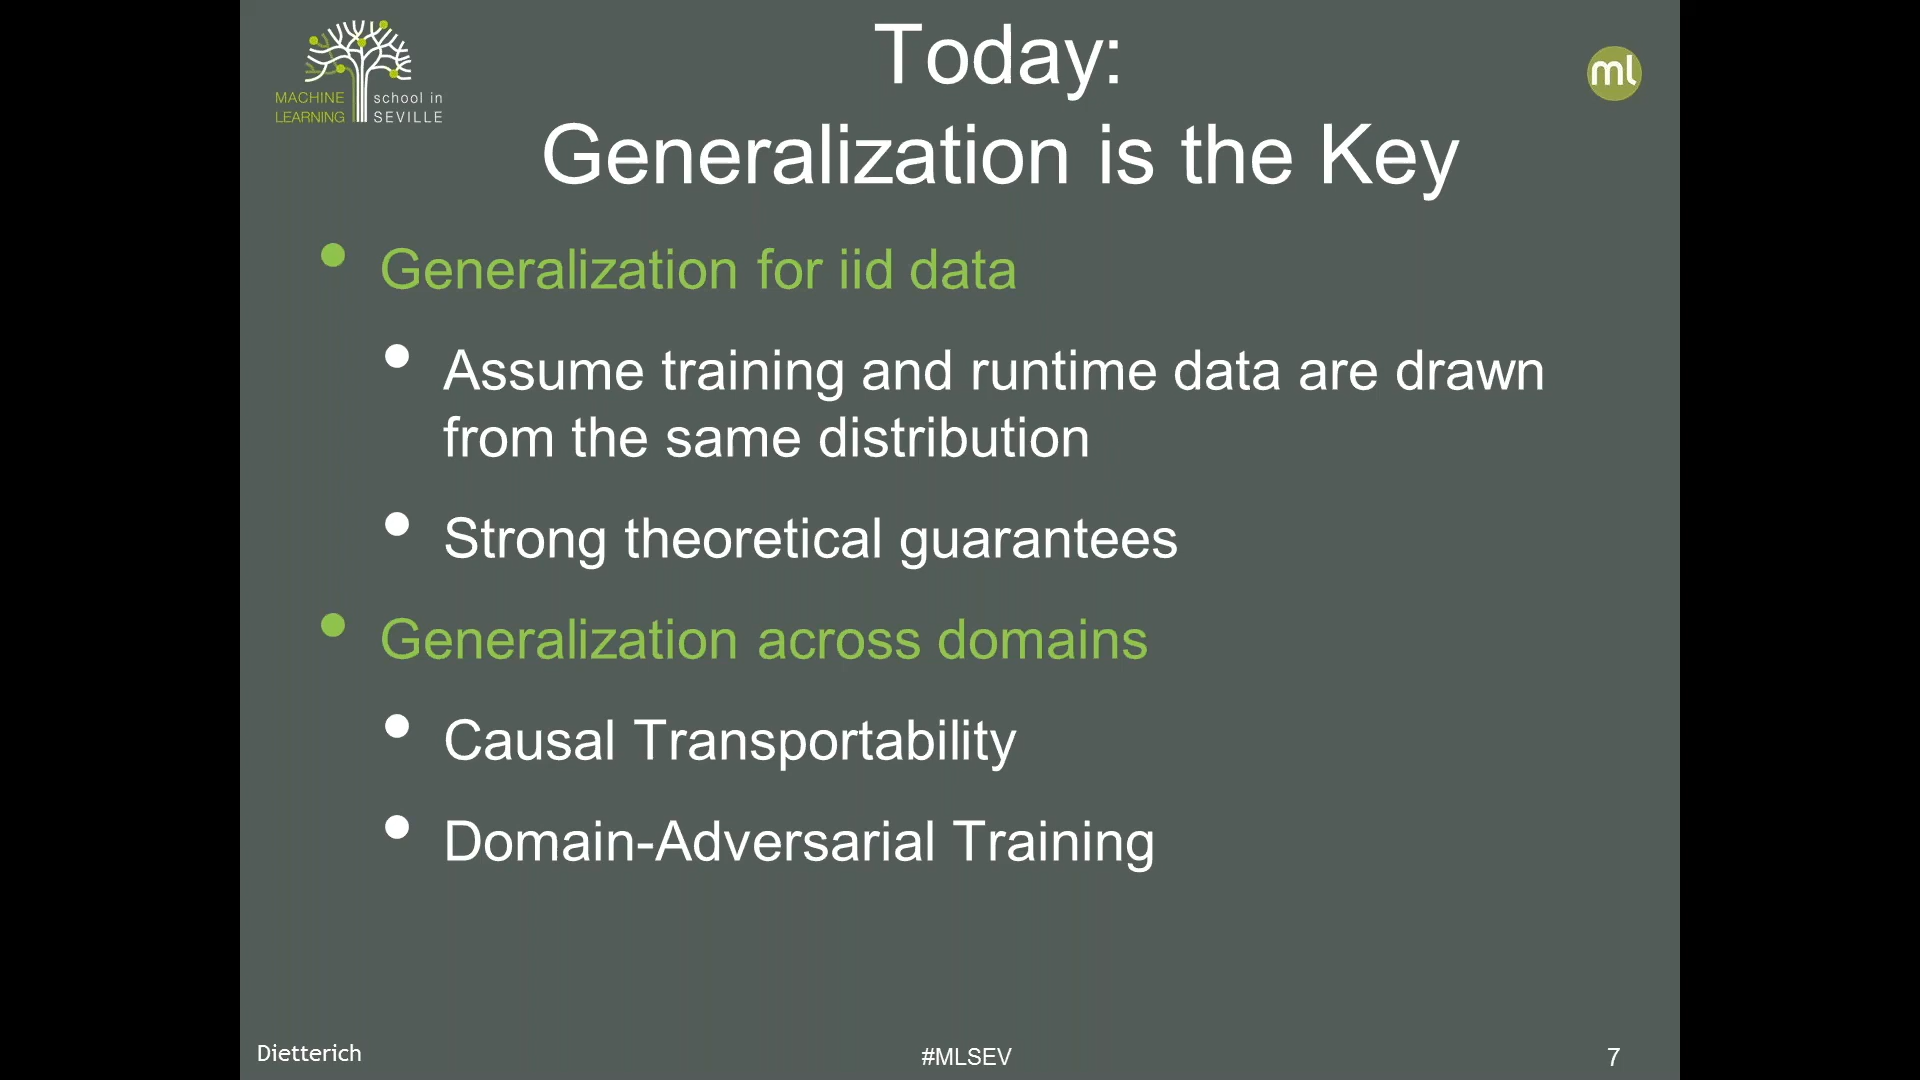 MACHINE school in
LEARNING SEVILLE
Today:
ml
Generalization is the Key
• Generalization for iid data
• Assume training and runtime data are drawn
from the same distribution
• Strong theoretical guarantees
• Generalization across domains
• Causal Transportability
• Domain-Adversarial Training
Dietterich
#MLSEV
7